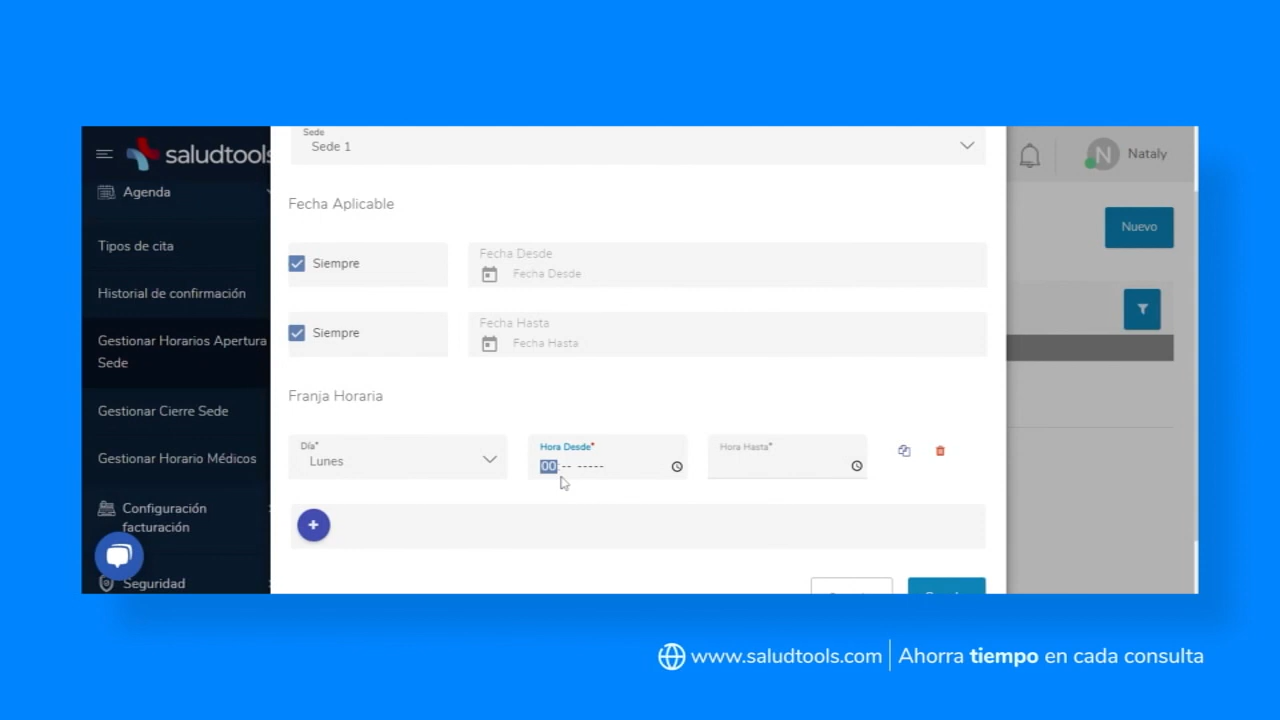 saludtools
Agenda
Tipos de cita
Historial de confirmación
Gestionar Horarios Apertura
Sede
Gestionar Cierre Sede
Gestionar Horario Médicos
Configuración
facturación
Seguridad
Sede
Sede 1
Fecha Aplicable
Siempre
Fecha Desde
Fecha Desde
Siempre
Fecha Hasta
Fecha Hasta
Franja Horaria
Día*
Lunes
Hora Desde*
00:-- -----
Hora Hasta*
+
N
Nataly
Nuevo
www.saludtools.com
Ahorra tiempo en cada consulta